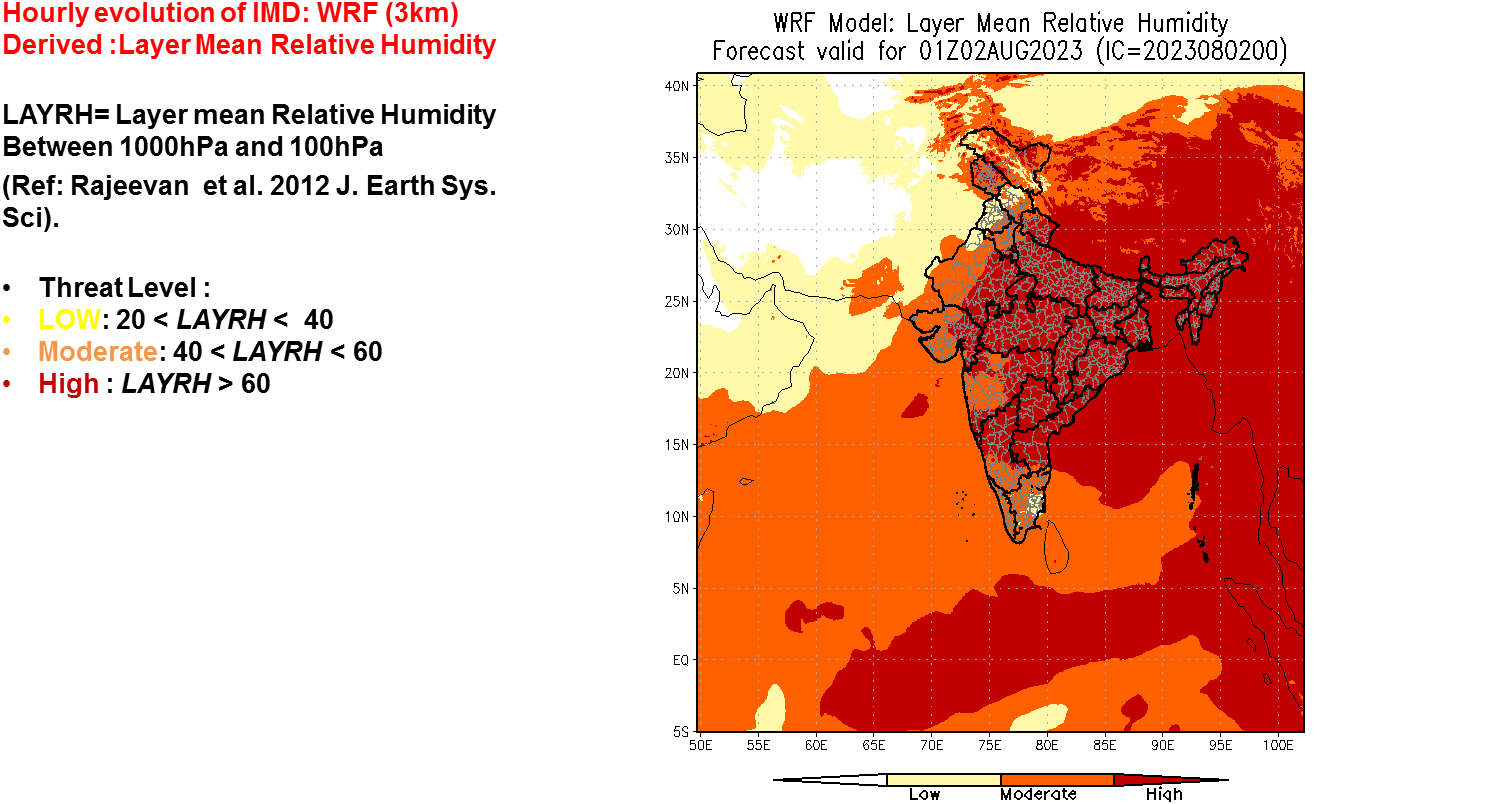 Hourly evolution of IMD: WRF (3km)
Derived :Layer Mean Relative Humidity
LAYRH= Layer mean Relative Humidity
Between 1000hPa and 100hPa
(Ref: Rajeevan et al. 2012 J. Earth Sys.
Sci).
• Threat Level :
• LOW: 20 < LAYRH < 40
• Moderate: 40 < LAYRH < 60
• High : LAYRH > 60
WRF Model: Layer Mean Relative Humidity
Forecast valid for 01Z02AUG2023 (IC=2023080200)
40N
35N
30N
25N
20N
15N
10N
5N
EQ
5S
50E 55E 60E 65E 70E 75E 80E 85E 90E 95E 100E
Low Moderate High